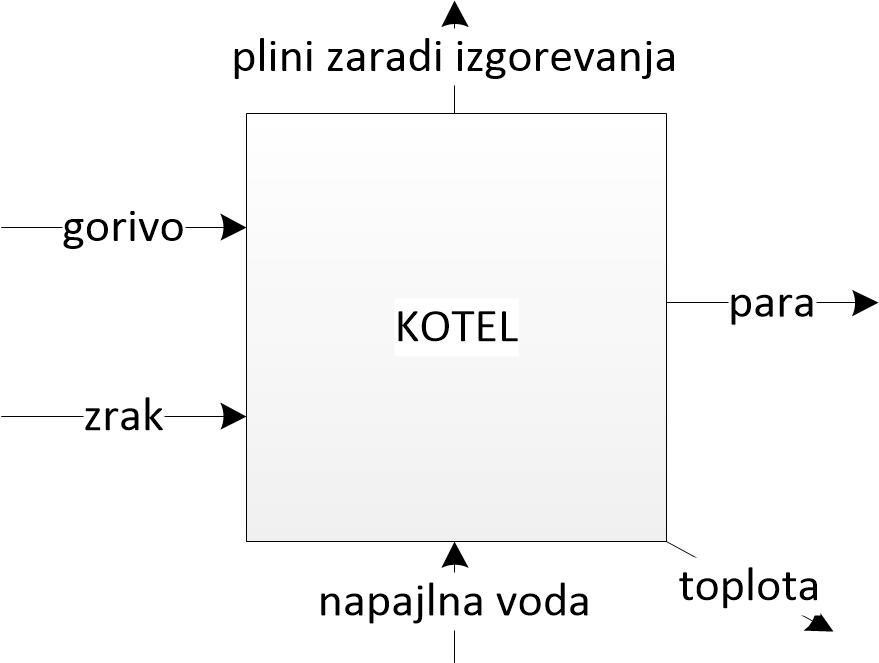 plini zaradi izgorevanja
gorivo
KOTEL
para
zrak
toplota
napajlna voda